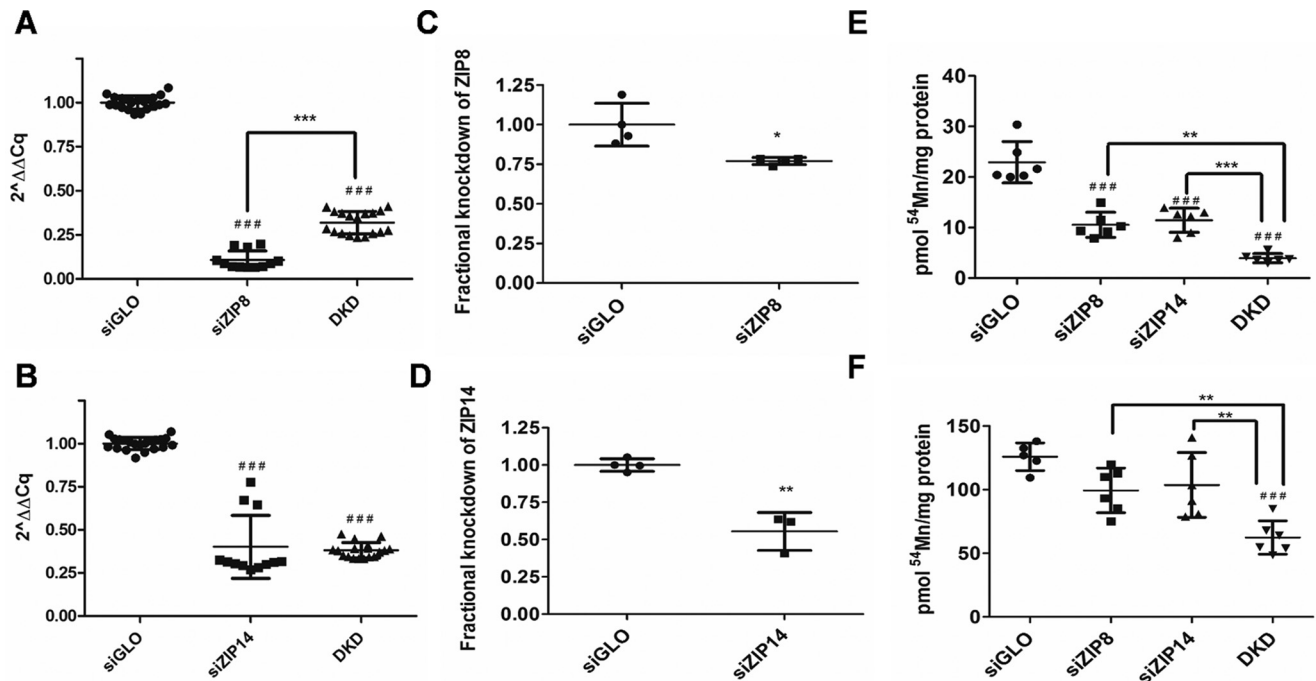 A
2^ΔΔCq
1.00
0.75
0.50
0.25
0.00
***
###
###
siGLO
siZIP8
DKD
B
2^ΔΔCq
1.00
0.75
0.50
0.25
0.00
###
###
siGLO
siZIP14
DKD
C
Fractional knockdown of ZIP8
1.25
1.00
0.75
0.50
0.25
0.00
*
siGLO
siZIP8
D
Fractional knockdown of ZIP14
1.25
1.00
0.75
0.50
0.25
0.00
**
siGLO
siZIP14
E
pmol ⁵⁴Mn/mg protein
40
30
20
10
0
**
***
###
###
###
siGLO
siZIP8
siZIP14
DKD
F
pmol ⁵⁴Mn/mg protein
150
100
50
0
**
**
###
siGLO
siZIP8
siZIP14
DKD